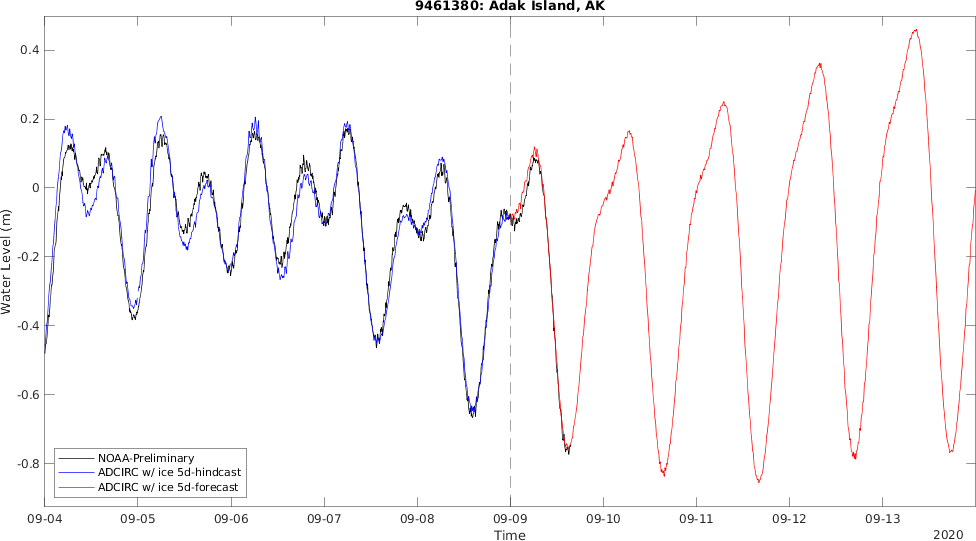 9461380: Adak Island, AK
Water Level (m)
0.4
0.2
0
-0.2
-0.4
-0.6
-0.8
NOAA-Preliminary
ADCIRC w/ ice 5d-hindcast
ADCIRC w/ ice 5d-forecast
09-04 09-05 09-06 09-07 09-08 09-09 09-10 09-11 09-12 09-13
Time
2020